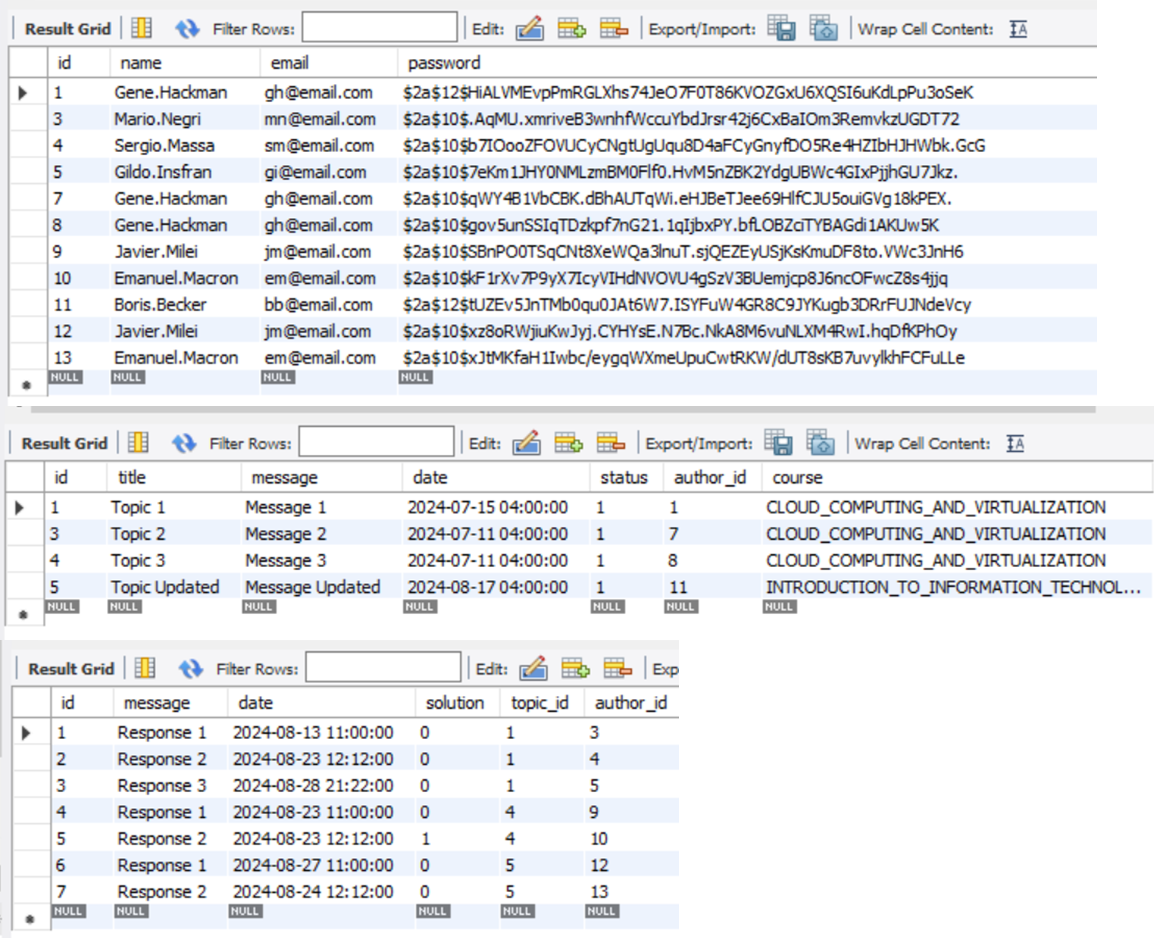 Result Grid Filter Rows: Edit: Export/Import: Wrap Cell Content:
id name email password
1 Gene.Hackman gh@email.com $2a$12$HiALVMEvpPmRGLXhs74JeO7F0T86KVOZGxU6XQSI6uKdLpPu3oSeK
3 Mario.Negri mn@email.com $2a$10$.AqMU.xmriveB3wnhfWccuYbdJrsr42j6CxBaIOm3RemvkzUGDT72
4 Sergio.Massa sm@email.com $2a$10$b7IOooZFOVUCyCNgtUgUqu8D4aFCyGnyfDO5Re4HZIbHJHWbk.GcG
5 Gildo.Insfran gi@email.com $2a$10$7eKm1JHY0NMLzmBM0Flf0.HvM5nZBK2YdgUBWc4GIxPjjhGU7Jkz.
7 Gene.Hackman gh@email.com $2a$10$qWY4B1VbCBK.dBhAUTqWi.eHJBeTJee69HlfCJU5ouiGVg18kPEX.
8 Gene.Hackman gh@email.com $2a$10$gov5unSSIqTDzkpf7nG21.1qIjbxPY.bfLOBZciTYBAGdi1AKUw5K
9 Javier.Milei jm@email.com $2a$10$SBnPO0TSqCNt8XeWQa3lnuT.sjQEZEyUSjKsKmuDF8to.VWc3JnH6
10 Emanuel.Macron em@email.com $2a$10$kF1rXv7P9yX7IcyVIHdNVOVU4gSzV3BUemjcp8J6ncOFwcZ8s4jjq
11 Boris.Becker bb@email.com $2a$12$tUZEv5JnTMb0qu0JAt6W7.ISYFuW4GR8C9JYKugb3DRrFUJNdeVcy
12 Javier.Milei jm@email.com $2a$10$xz8oRWjiuKwJyj.CYHYsE.N7Bc.NkA8M6vuNLXM4RwI.hqDfKPhOy
13 Emanuel.Macron em@email.com $2a$10$xJtMKfaH1Iwbc/eygqWXmeUpuCwtRKW/dUT8sKB7uvylkhFCFuLLe
NULL NULL NULL NULL
Result Grid Filter Rows: Edit: Export/Import: Wrap Cell Content:
id title message date status author_id course
1 Topic 1 Message 1 2024-07-15 04:00:00 1 1 CLOUD_COMPUTING_AND_VIRTUALIZATION
3 Topic 2 Message 2 2024-07-11 04:00:00 1 7 CLOUD_COMPUTING_AND_VIRTUALIZATION
4 Topic 3 Message 3 2024-07-11 04:00:00 1 8 CLOUD_COMPUTING_AND_VIRTUALIZATION
5 Topic Updated Message Updated 2024-08-17 04:00:00 1 11 INTRODUCTION_TO_INFORMATION_TECHNOL...
NULL NULL NULL NULL NULL NULL NULL
Result Grid Filter Rows: Edit: Exp
id message date solution topic_id author_id
1 Response 1 2024-08-13 11:00:00 0 1 3
2 Response 2 2024-08-23 12:12:00 0 1 4
3 Response 3 2024-08-28 21:22:00 0 1 5
4 Response 1 2024-08-23 11:00:00 0 4 9
5 Response 2 2024-08-23 12:12:00 1 4 10
6 Response 1 2024-08-27 11:00:00 0 5 12
7 Response 2 2024-08-24 12:12:00 0 5 13
NULL NULL NULL NULL NULL NULL